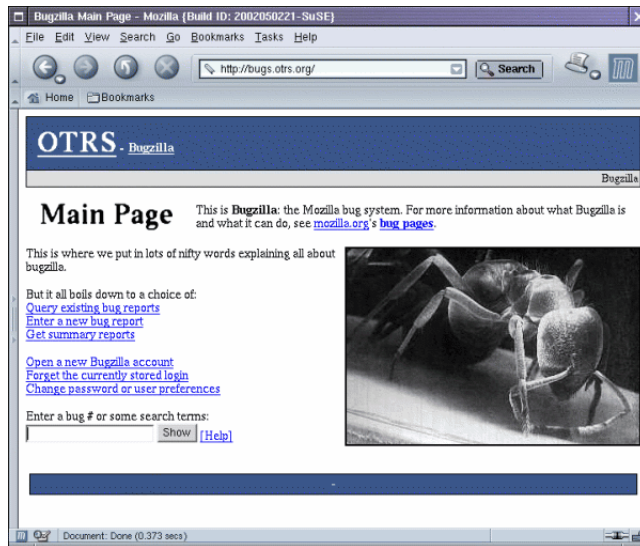 Bugzilla Main Page - Mozilla {Build ID: 2002050221-SuSE}
File Edit View Search Go Bookmarks Tasks Help
http://bugs.otrs.org/ Search
Home Bookmarks
OTRS - Bugzilla
Bugzilla
Main Page
This is Bugzilla: the Mozilla bug system. For more information about what Bugzilla is
and what it can do, see mozilla.org's bug pages.
This is where we put in lots of nifty words explaining all about
bugzilla.
But it all boils down to a choice of:
Query existing bug reports
Enter a new bug report
Get summary reports
Open a new Bugzilla account
Forget the currently stored login
Change password or user preferences
Enter a bug # or some search terms:
Show [Help]
-
Document: Done (0.373 secs)